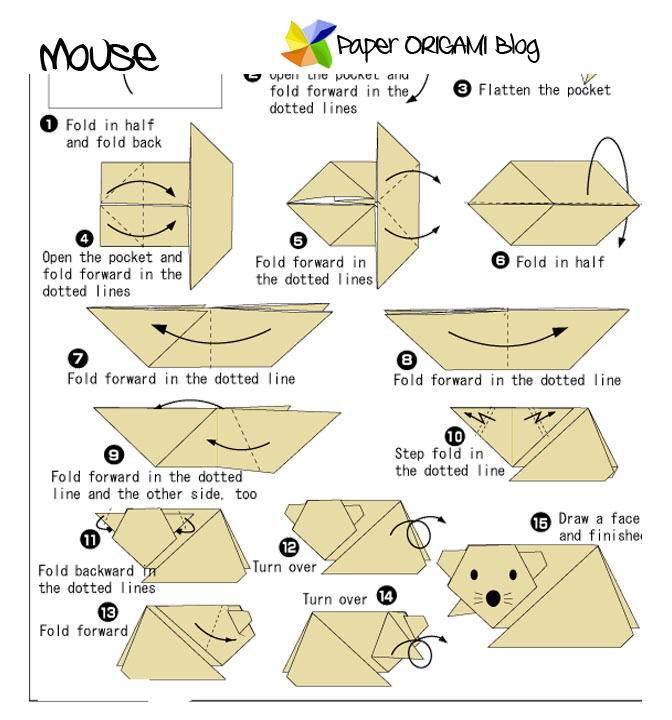 Mouse
Paper ORIGAMI Blog
2 Open the pocket and
fold forward in the
dotted lines
3 Flatten the pocket
1 Fold in half
and fold back
4
Open the pocket and
fold forward in the
dotted lines
5
Fold forward in
the dotted lines
6 Fold in half
7
Fold forward in the dotted line
8
Fold forward in the dotted line
9
Fold forward in the dotted
line and the other side, too
10
Step fold in
the dotted line
11
Fold backward in
the dotted lines
12
Turn over
13
Fold forward
Turn over 14
15 Draw a face
and finishe